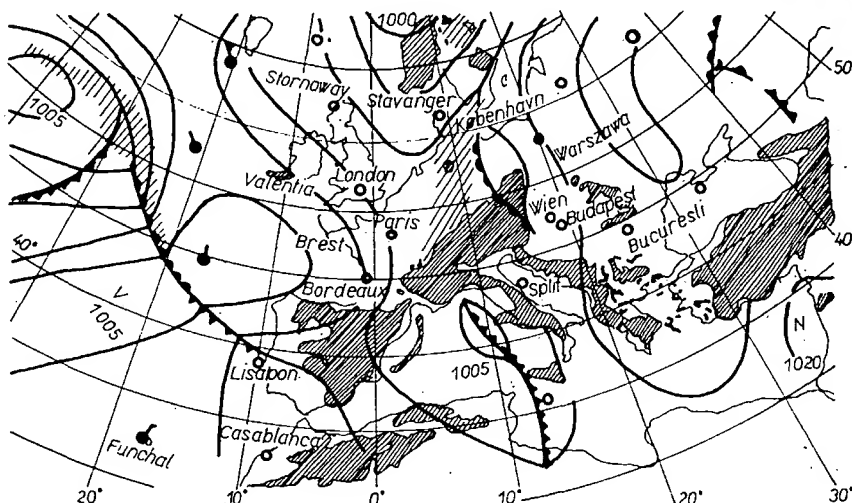 1000
50°
1005
Stornoway
Stavanger
København
Warszawa
London
Valentia
Wien
Budapest
Paris
Bucuresti
Brest
40°
40°
Bordeaux
Split
V
1005
N
1005
1020
Lisabon
Casablanca
Funchal
20°
10°
0°
10°
20°
30°